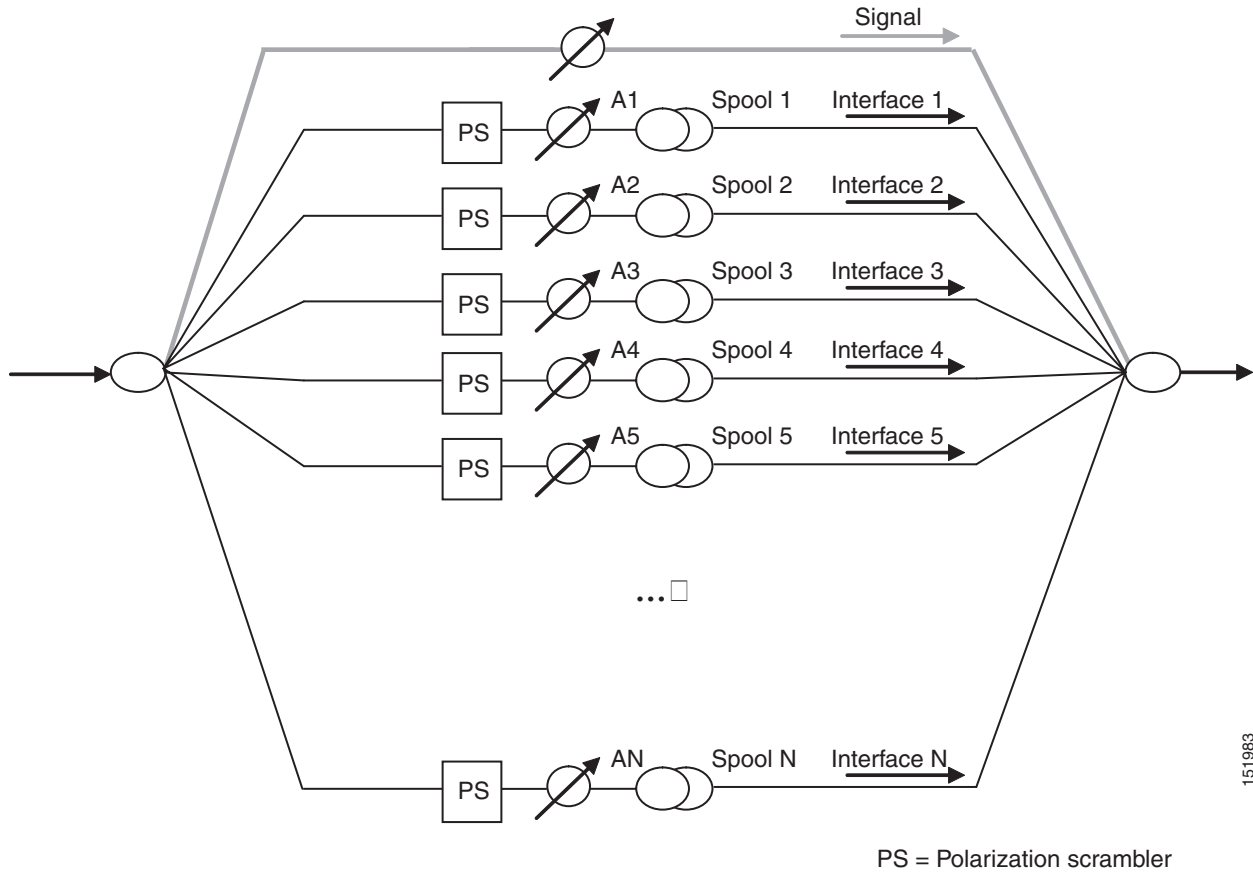 Signal
PS A1 Spool 1 Interface 1
PS A2 Spool 2 Interface 2
PS A3 Spool 3 Interface 3
PS A4 Spool 4 Interface 4
PS A5 Spool 5 Interface 5
...□
PS AN Spool N Interface N
151983
PS = Polarization scrambler